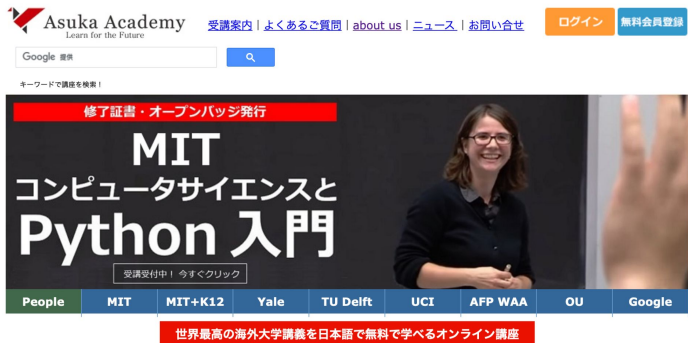 Asuka Academy
Learn for the Future
受講案内 | よくあるご質問 | about us | ニュース | お問い合せ
ログイン
無料会員登録
Google 提供
キーワードで講座を検索！
修了証書・オープンバッジ発行
MIT
コンピュータサイエンスと
Python 入門
受講受付中！ 今すぐクリック
People MIT MIT+K12 Yale TU Delft UCI AFP WAA OU Google
世界最高の海外大学講義を日本語で無料で学べるオンライン講座